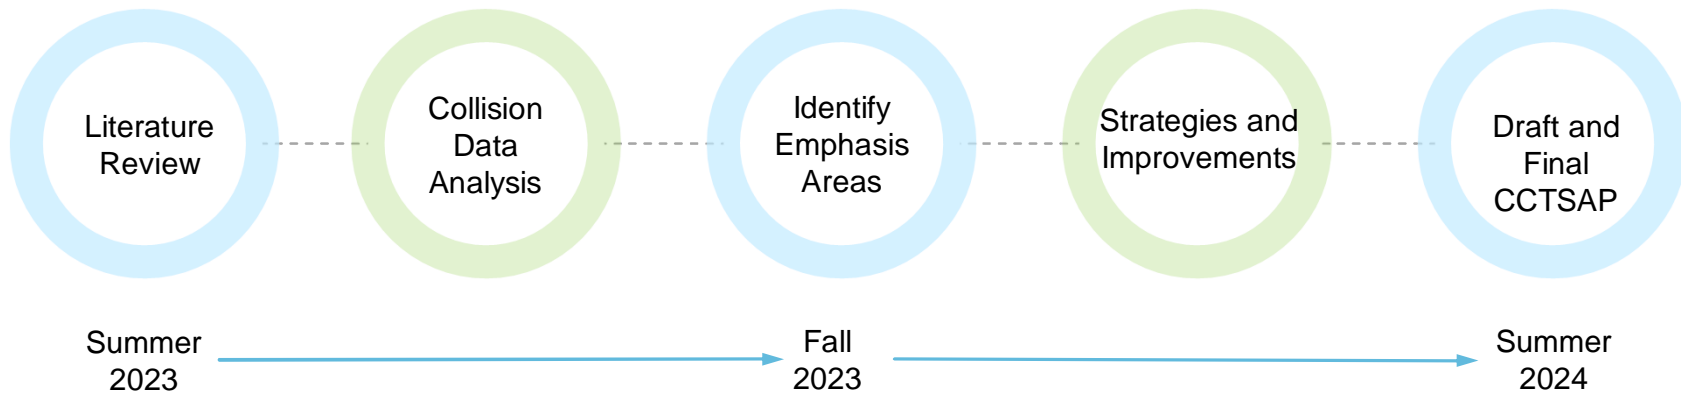 Literature
Review
Collision
Data
Analysis
Identify
Emphasis
Areas
Strategies and
Improvements
Draft and
Final
CCTSAP
Summer
2023
Fall
2023
Summer
2024